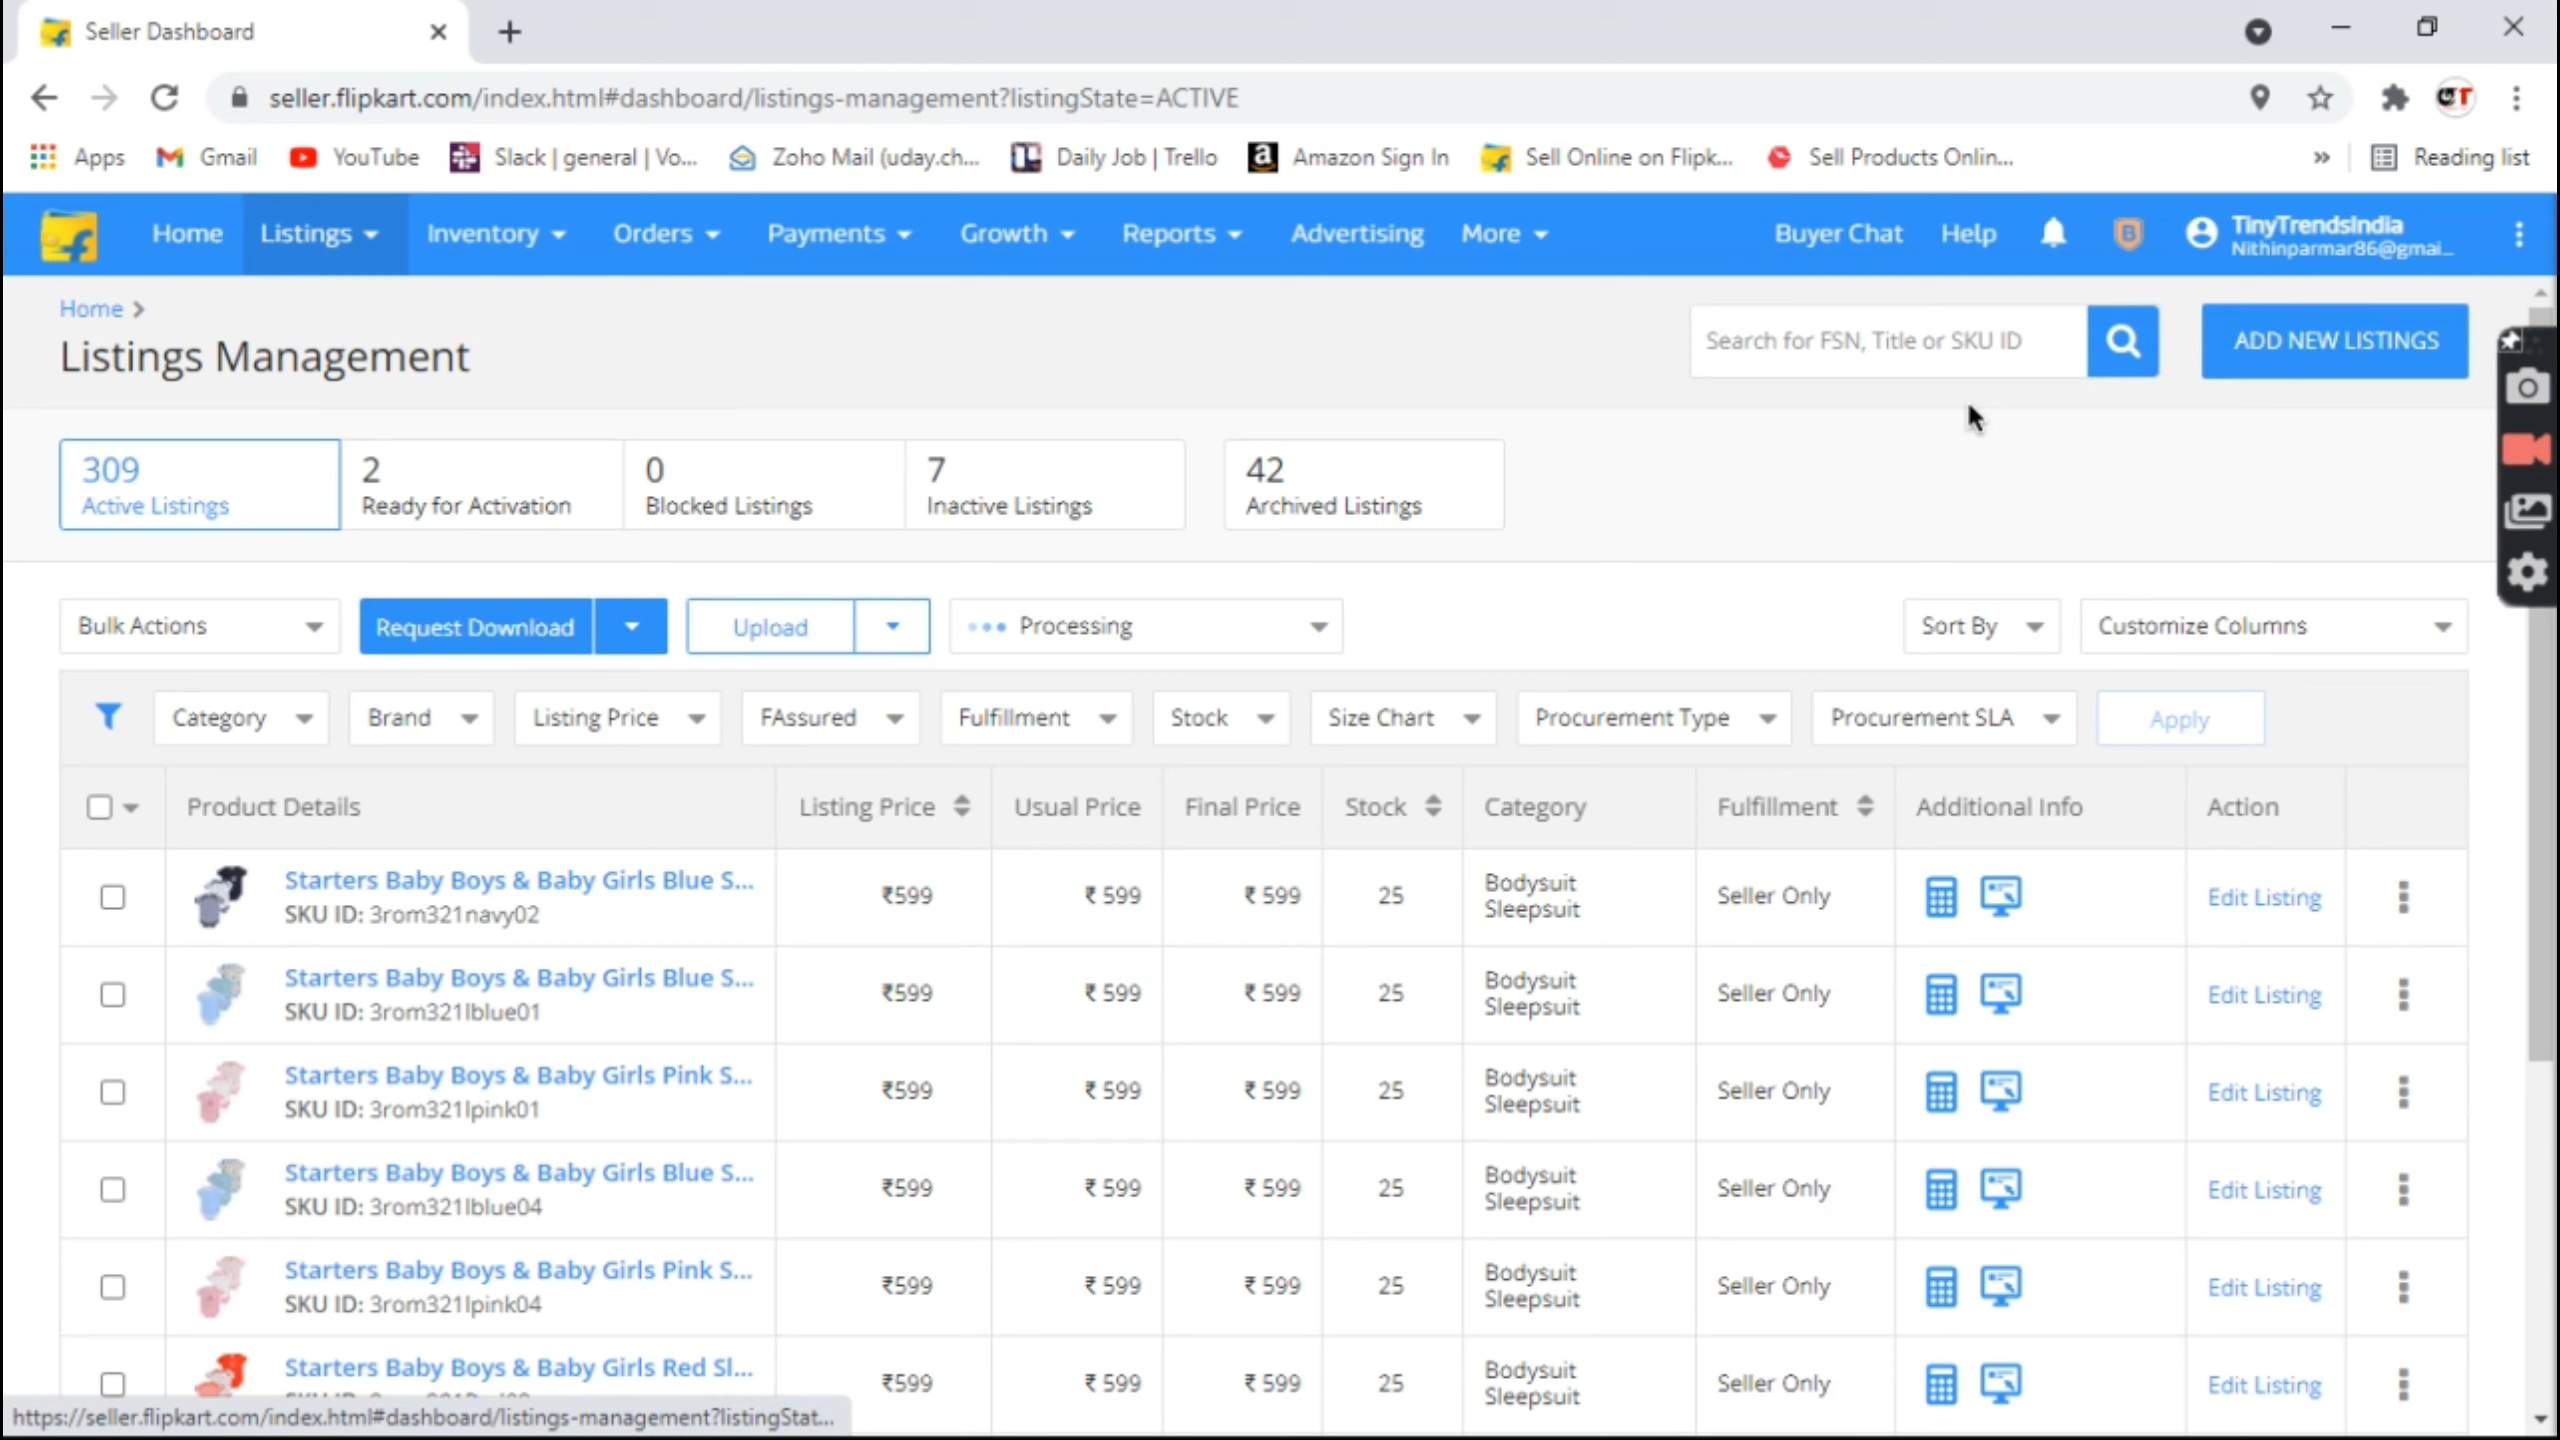 Seller Dashboard
seller.flipkart.com/index.html#dashboard/listings-management?listingState=ACTIVE
Apps Gmail YouTube Slack | general | Vo... Zoho Mail (uday.ch... Daily Job | Trello Amazon Sign In Sell Online on Flipk... Sell Products Onlin... » Reading list
Home Listings Inventory Orders Payments Growth Reports Advertising More Buyer Chat Help B TinyTrendsIndia
Nithinparmar86@gmai...
Home >
Listings Management
Search for FSN, Title or SKU ID
ADD NEW LISTINGS
309 2 0 7 42
Active Listings Ready for Activation Blocked Listings Inactive Listings Archived Listings
Bulk Actions Request Download Upload Processing Sort By Customize Columns
Category Brand Listing Price FAssured Fulfillment Stock Size Chart Procurement Type Procurement SLA Apply
Product Details Listing Price Usual Price Final Price Stock Category Fulfillment Additional Info Action
Starters Baby Boys & Baby Girls Blue S... ₹599 ₹ 599 ₹ 599 25 Bodysuit Seller Only Edit Listing
SKU ID: 3rom321navy02 Sleepsuit
Starters Baby Boys & Baby Girls Blue S... ₹599 ₹ 599 ₹ 599 25 Bodysuit Seller Only Edit Listing
SKU ID: 3rom321lblue01 Sleepsuit
Starters Baby Boys & Baby Girls Pink S... ₹599 ₹ 599 ₹ 599 25 Bodysuit Seller Only Edit Listing
SKU ID: 3rom321lpink01 Sleepsuit
Starters Baby Boys & Baby Girls Blue S... ₹599 ₹ 599 ₹ 599 25 Bodysuit Seller Only Edit Listing
SKU ID: 3rom321lblue04 Sleepsuit
Starters Baby Boys & Baby Girls Pink S... ₹599 ₹ 599 ₹ 599 25 Bodysuit Seller Only Edit Listing
SKU ID: 3rom321lpink04 Sleepsuit
Starters Baby Boys & Baby Girls Red Sl... ₹599 ₹ 599 ₹ 599 25 Bodysuit Seller Only Edit Listing
Sleepsuit
https://seller.flipkart.com/index.html#dashboard/listings-management?listingStat...